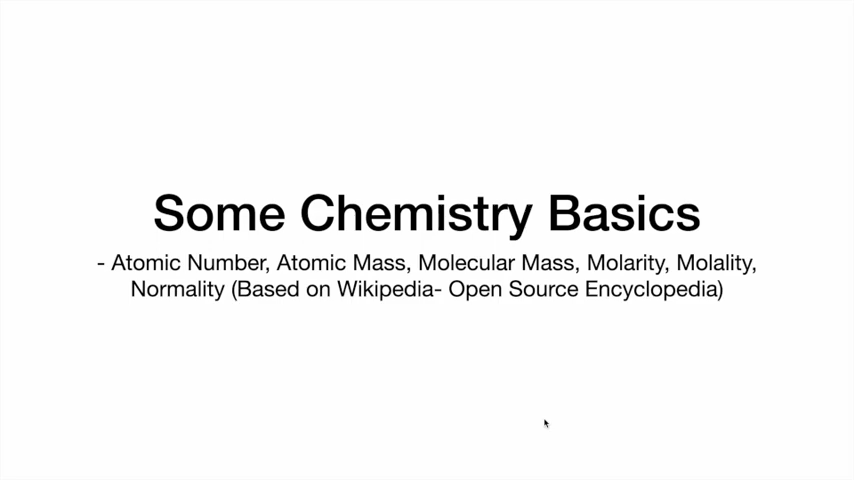 Some Chemistry Basics
- Atomic Number, Atomic Mass, Molecular Mass, Molarity, Molality,
Normality (Based on Wikipedia- Open Source Encyclopedia)